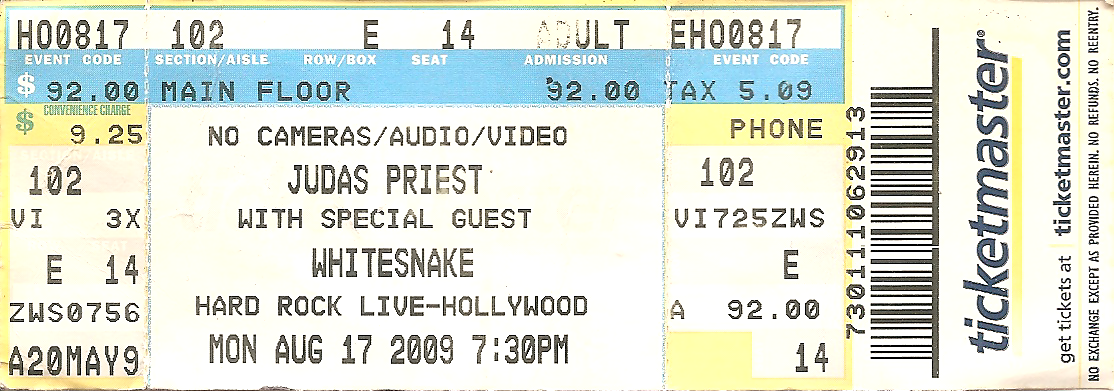 HO0817 102 E 14 ADULT EHO0817
EVENT CODE SECTION/AISLE ROW/BOX SEAT ADMISSION EVENT CODE
$ 92.00 MAIN FLOOR 92.00 TAX 5.09
CONVENIENCE CHARGE
$ 9.25
102
VI 3X
E 14
ZWS0756
A20MAY9
NO CAMERAS/AUDIO/VIDEO
JUDAS PRIEST
WITH SPECIAL GUEST
WHITESNAKE
HARD ROCK LIVE-HOLLYWOOD
MON AUG 17 2009 7:30PM
PHONE
102
VI725ZWS
E
A 92.00
14
730111062913
ticketmaster®
get tickets at ticketmaster.com
NO EXCHANGE EXCEPT AS PROVIDED HEREIN. NO REFUNDS. NO REENTRY.